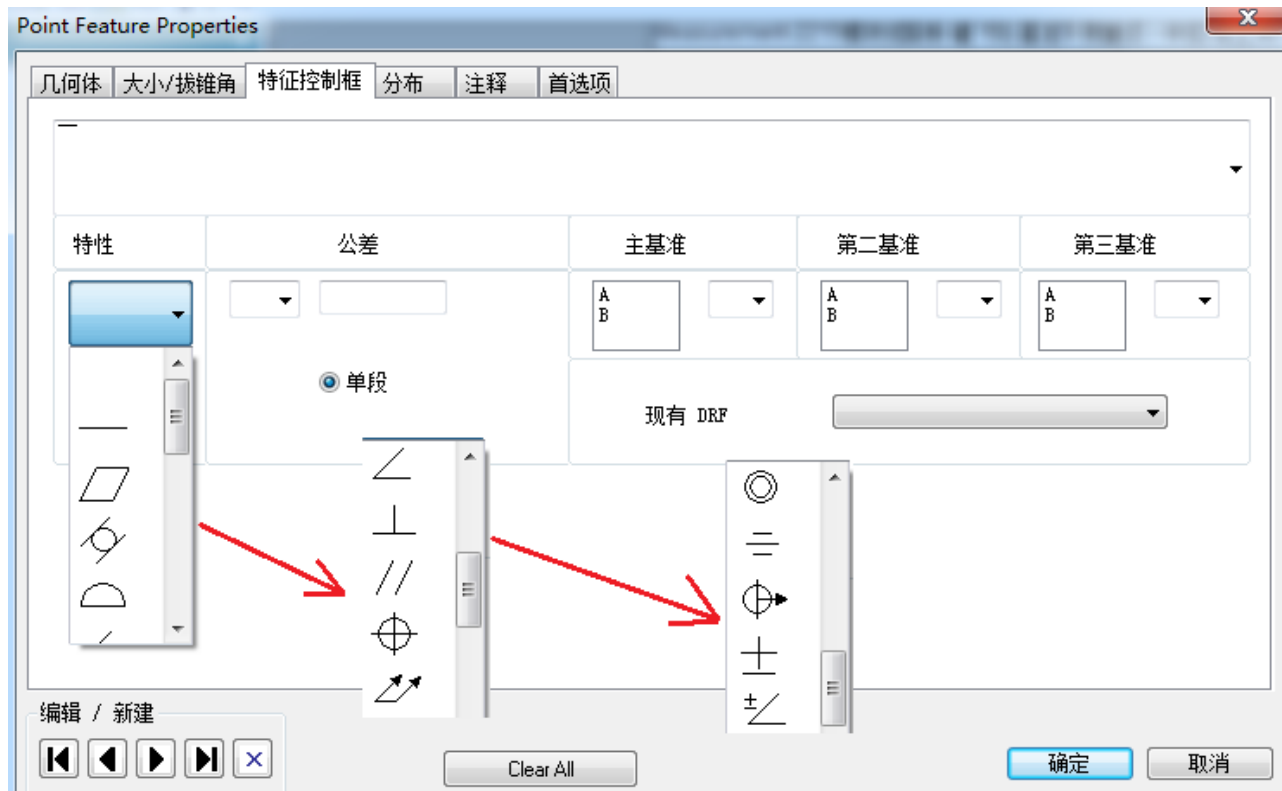 Point Feature Properties
几何体 大小/拔锥角 特征控制框 分布 注释 首选项
特性 公差 主基准 第二基准 第三基准
A A A
B B B
单段
现有 DRF
编辑 / 新建
Clear All 确定 取消